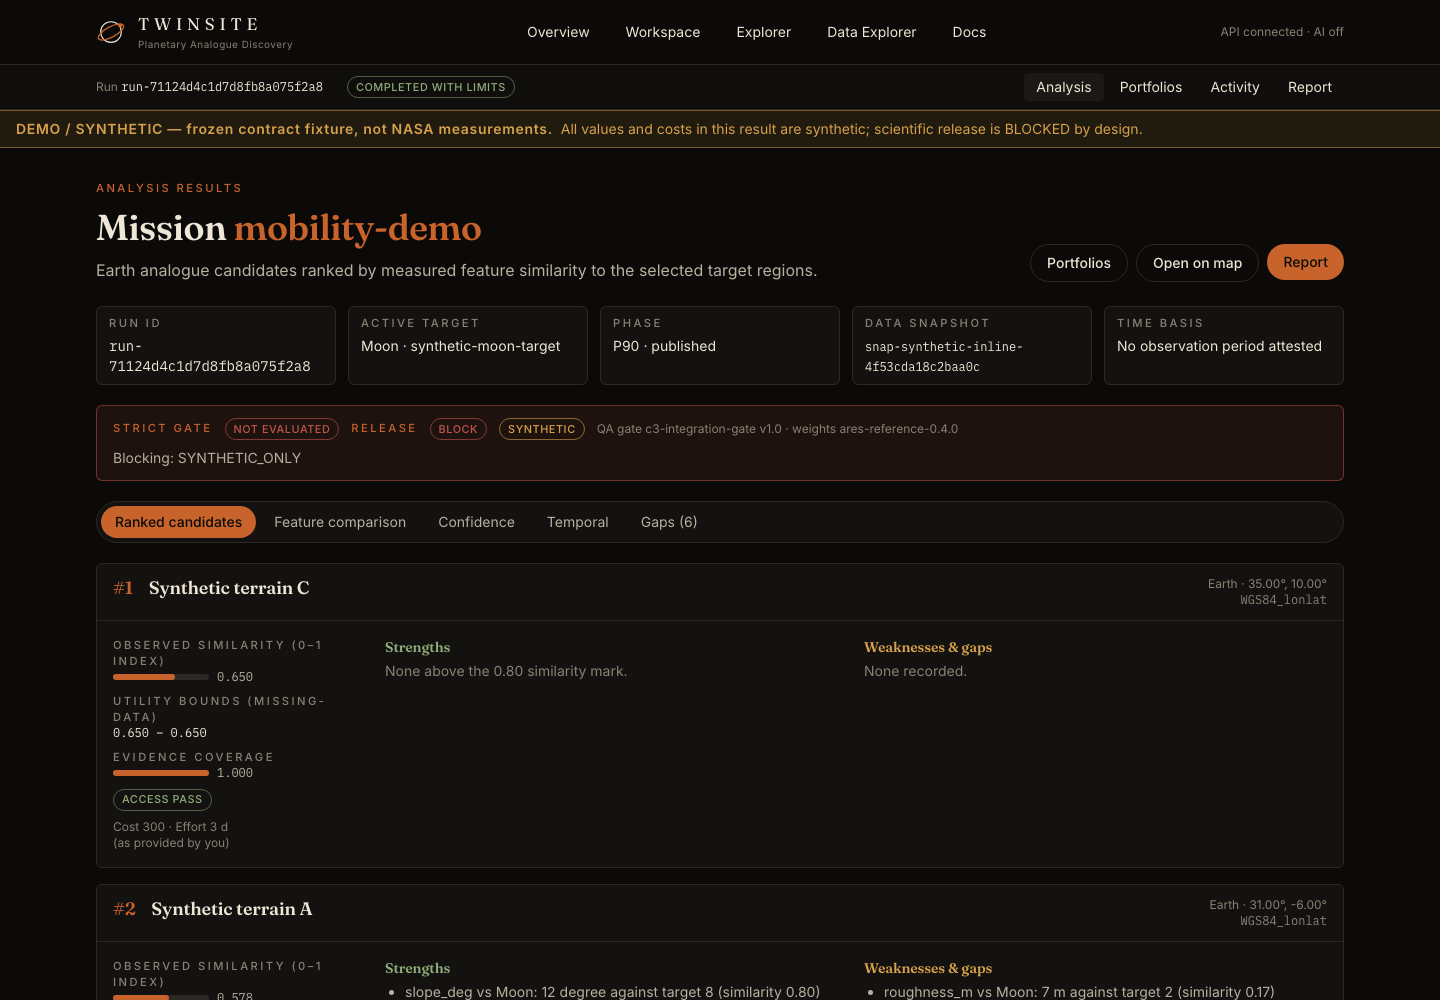 TWINSITE
Planetary Analogue Discovery
Overview Workspace Explorer Data Explorer Docs
API connected · AI off
Run run-71124d4c1d7d8fb8a075f2a8 COMPLETED WITH LIMITS
Analysis Portfolios Activity Report
DEMO / SYNTHETIC — frozen contract fixture, not NASA measurements. All values and costs in this result are synthetic; scientific release is BLOCKED by design.
ANALYSIS RESULTS
Mission mobility-demo
Earth analogue candidates ranked by measured feature similarity to the selected target regions.
Portfolios Open on map Report
RUN ID
run-
71124d4c1d7d8fb8a075f2a8
ACTIVE TARGET
Moon · synthetic-moon-target
PHASE
P90 · published
DATA SNAPSHOT
snap-synthetic-inline-
4f53cda18c2baa0c
TIME BASIS
No observation period attested
STRICT GATE NOT EVALUATED RELEASE BLOCK SYNTHETIC QA gate c3-integration-gate v1.0 · weights ares-reference-0.4.0
Blocking: SYNTHETIC_ONLY
Ranked candidates Feature comparison Confidence Temporal Gaps (6)
#1 Synthetic terrain C
Earth · 35.00°, 10.00°
WGS84_lonlat
OBSERVED SIMILARITY (0–1
INDEX)
0.650
UTILITY BOUNDS (MISSING-
DATA)
0.650 – 0.650
EVIDENCE COVERAGE
1.000
ACCESS PASS
Cost 300 · Effort 3 d
(as provided by you)
Strengths
None above the 0.80 similarity mark.
Weaknesses & gaps
None recorded.
#2 Synthetic terrain A
Earth · 31.00°, -6.00°
WGS84_lonlat
OBSERVED SIMILARITY (0–1
INDEX)
0.578
Strengths
• slope_deg vs Moon: 12 degree against target 8 (similarity 0.80)
Weaknesses & gaps
• roughness_m vs Moon: 7 m against target 2 (similarity 0.17)